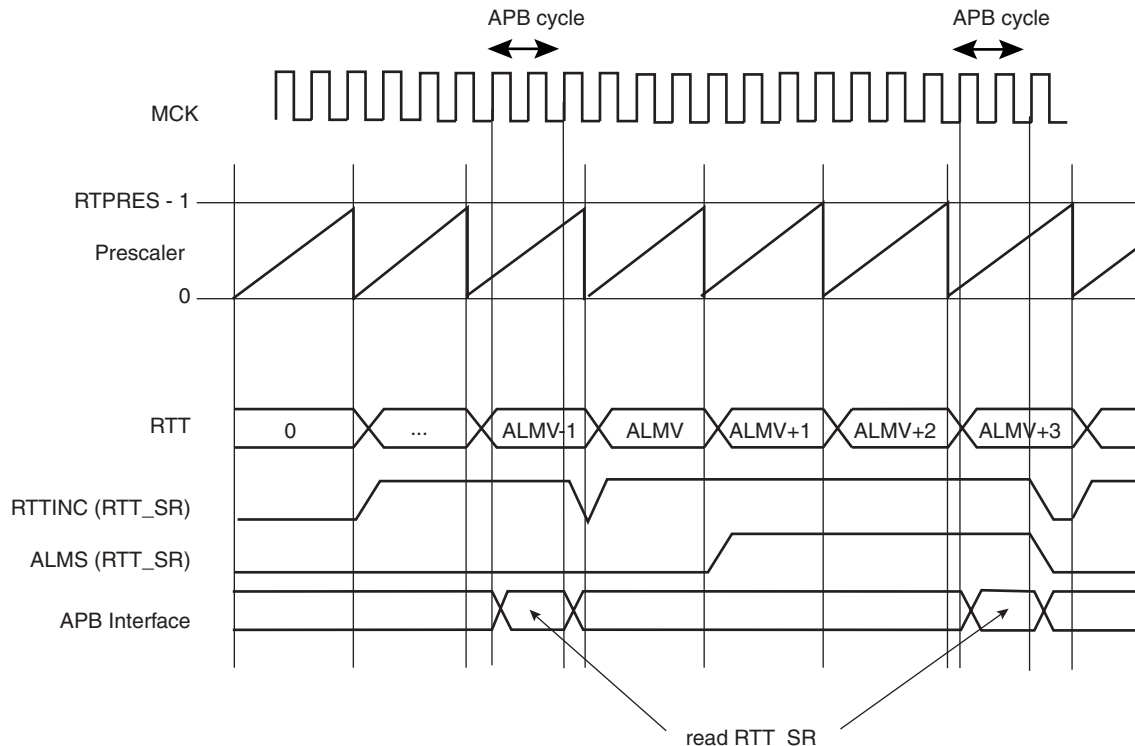 APB cycle
APB cycle
MCK
RTPRES - 1
Prescaler
0
RTT
0
...
ALMV-1
ALMV
ALMV+1
ALMV+2
ALMV+3
RTTINC (RTT_SR)
ALMS (RTT_SR)
APB Interface
read RTT_SR